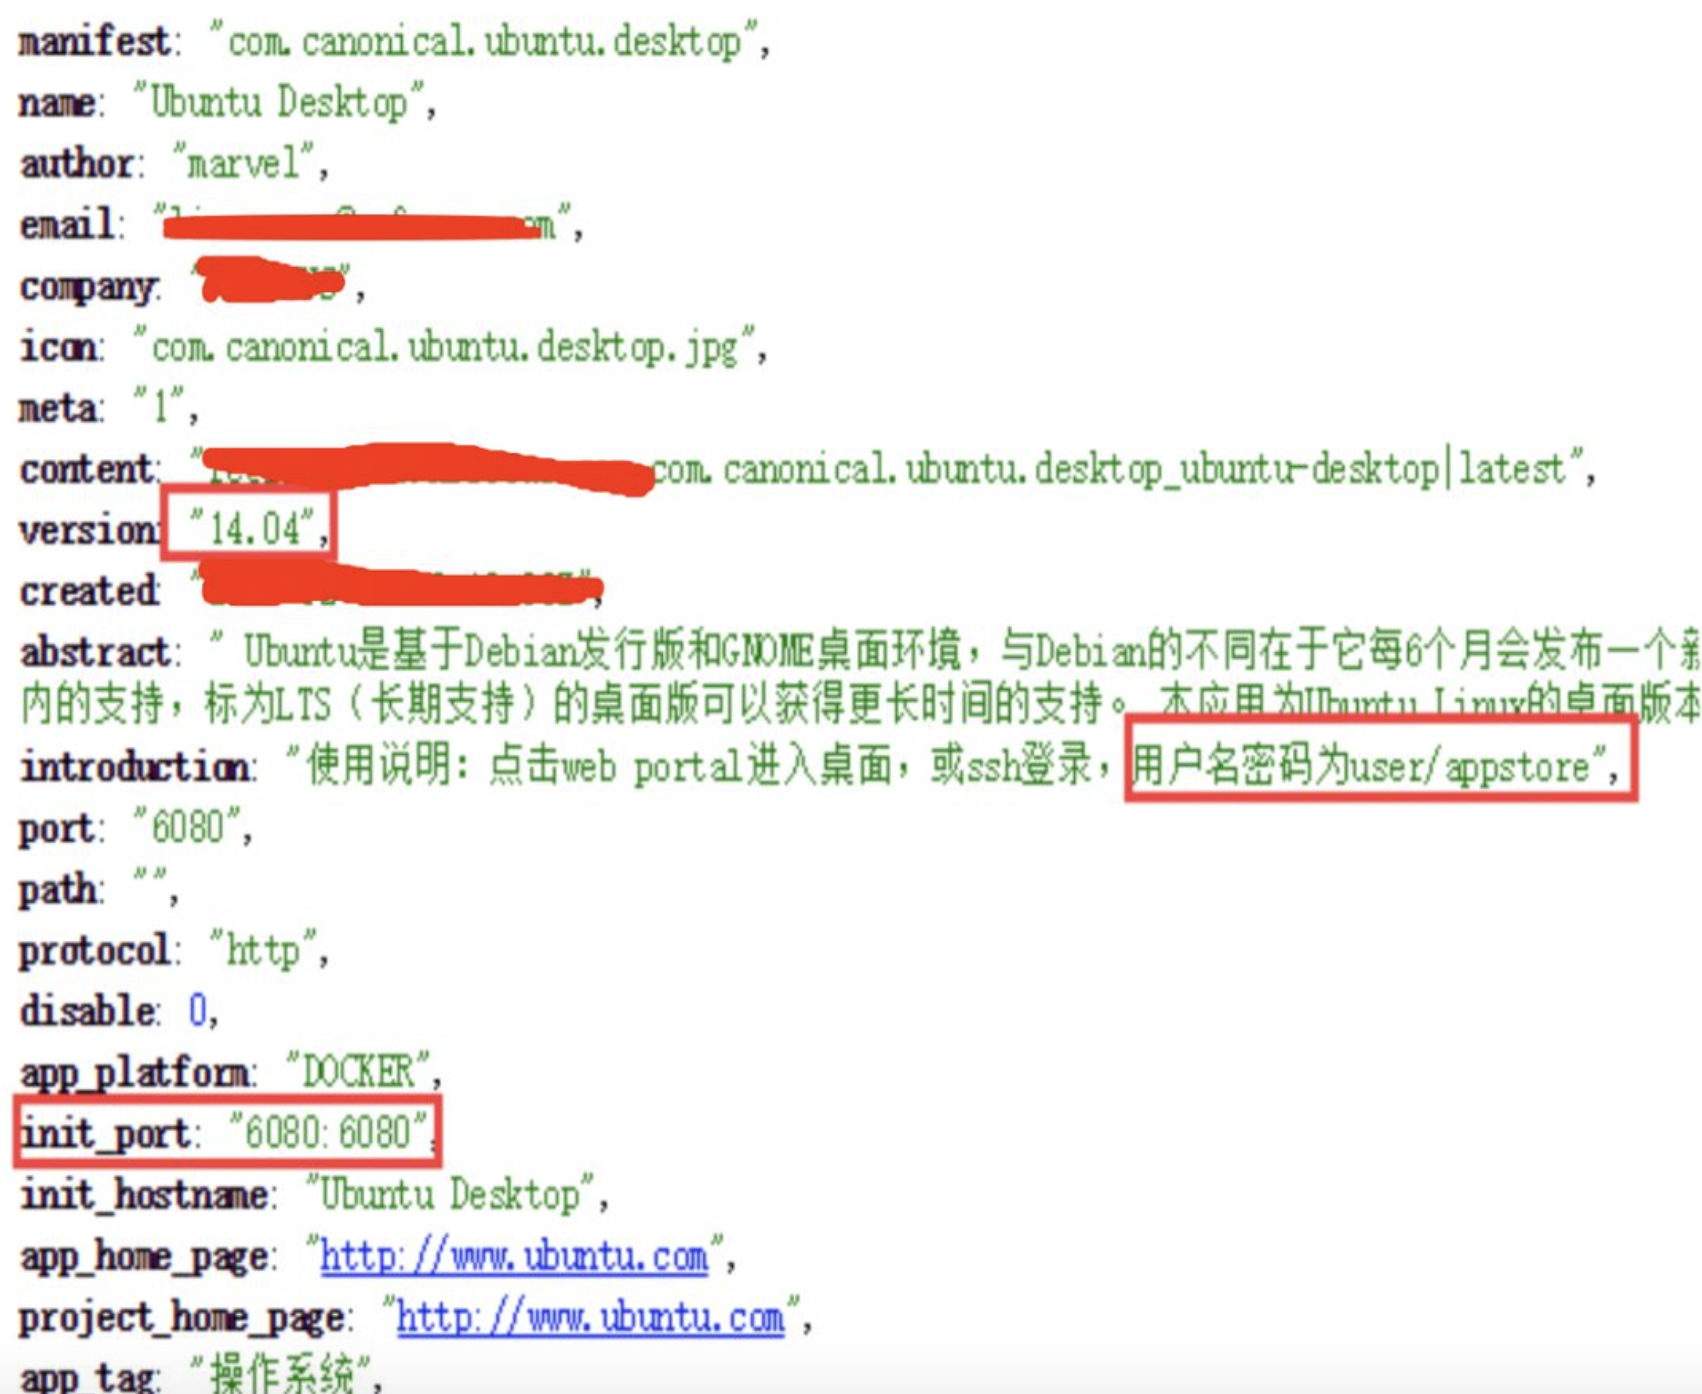 manifest: "com.canonical.ubuntu.desktop",
name: "Ubuntu Desktop",
author: "marvel",
email: "
company: "
icon: "com.canonical.ubuntu.desktop.jpg",
meta: "1",
content: " com.canonical.ubuntu.desktop_ubuntu-desktop|latest",
version: "14.04",
created: "
abstract: " Ubuntu是基于Debian发行版和GNOME桌面环境，与Debian的不同在于它每6个月会发布一个新
内的支持，标为LTS（长期支持）的桌面版可以获得更长时间的支持。 本应用为Ubuntu Linux的桌面版本
introduction: "使用说明：点击web portal进入桌面，或ssh登录，用户名密码为user/appstore",
port: "6080",
path: "",
protocol: "http",
disable: 0,
app_platform: "DOCKER",
init_port: "6080:6080",
init_hostname: "Ubuntu Desktop",
app_home_page: "http://www.ubuntu.com",
project_home_page: "http://www.ubuntu.com",
app_tag: "操作系统",